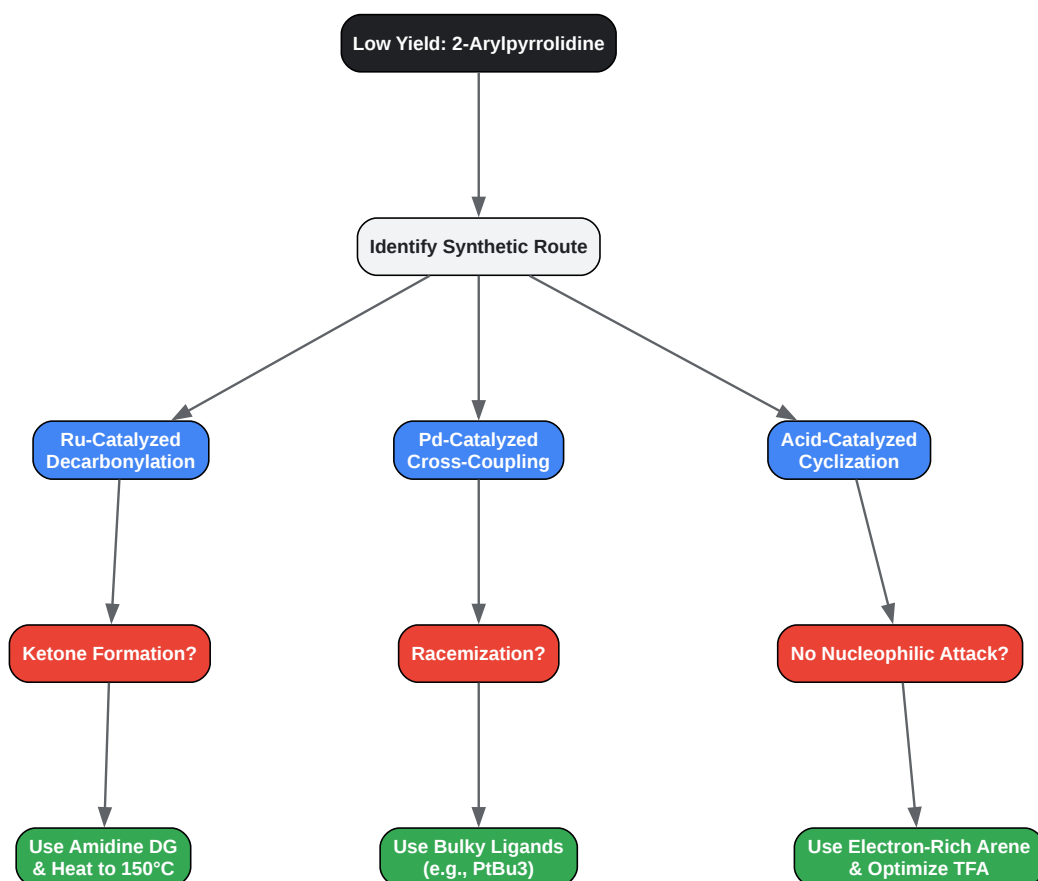 Low Yield: 2-Arylpyrrolidine
Identify Synthetic Route
Ru-Catalyzed
Decarbonylation
Pd-Catalyzed
Cross-Coupling
Acid-Catalyzed
Cyclization
Ketone Formation?
Racemization?
No Nucleophilic Attack?
Use Amidine DG
& Heat to 150°C
Use Bulky Ligands
(e.g., PtBu3)
Use Electron-Rich Arene
& Optimize TFA